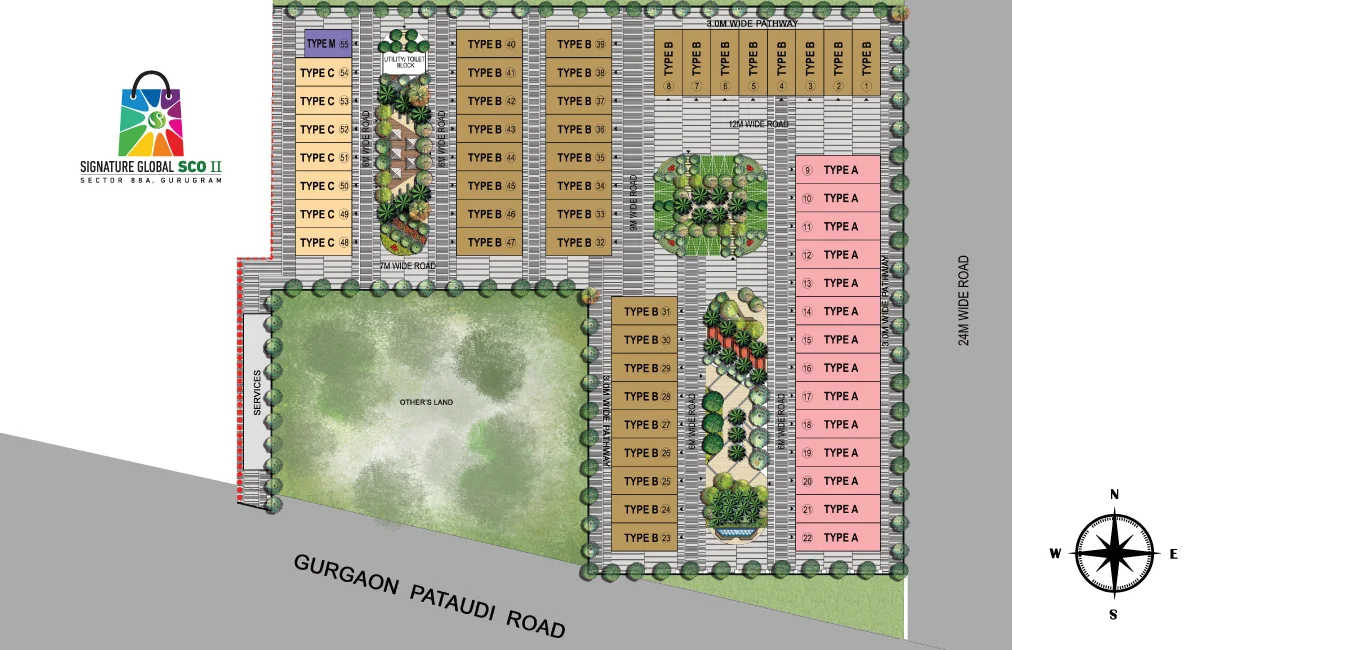 SIGNATURE GLOBAL SCO II
SECTOR 88A, GURUGRAM
3.0M WIDE PATHWAY
TYPE M 55
TYPE C 54
TYPE C 53
TYPE C 52
TYPE C 51
TYPE C 50
TYPE C 49
TYPE C 48
UTILITY/ TOILET
BLOCK
6M WIDE ROAD
6M WIDE ROAD
7M WIDE ROAD
TYPE B 40
TYPE B 41
TYPE B 42
TYPE B 43
TYPE B 44
TYPE B 45
TYPE B 46
TYPE B 47
TYPE B 39
TYPE B 38
TYPE B 37
TYPE B 36
TYPE B 35
TYPE B 34
TYPE B 33
TYPE B 32
9M WIDE ROAD
TYPE B 8
TYPE B 7
TYPE B 6
TYPE B 5
TYPE B 4
TYPE B 3
TYPE B 2
TYPE B 1
12M WIDE ROAD
9 TYPE A
10 TYPE A
11 TYPE A
12 TYPE A
13 TYPE A
14 TYPE A
15 TYPE A
16 TYPE A
17 TYPE A
18 TYPE A
19 TYPE A
20 TYPE A
21 TYPE A
22 TYPE A
3.0M WIDE PATHWAY
24M WIDE ROAD
TYPE B 31
TYPE B 30
TYPE B 29
TYPE B 28
TYPE B 27
TYPE B 26
TYPE B 25
TYPE B 24
TYPE B 23
3.0M WIDE PATHWAY
6M WIDE ROAD
6M WIDE ROAD
SERVICES
OTHER'S LAND
GURGAON PATAUDI ROAD
N
W
E
S